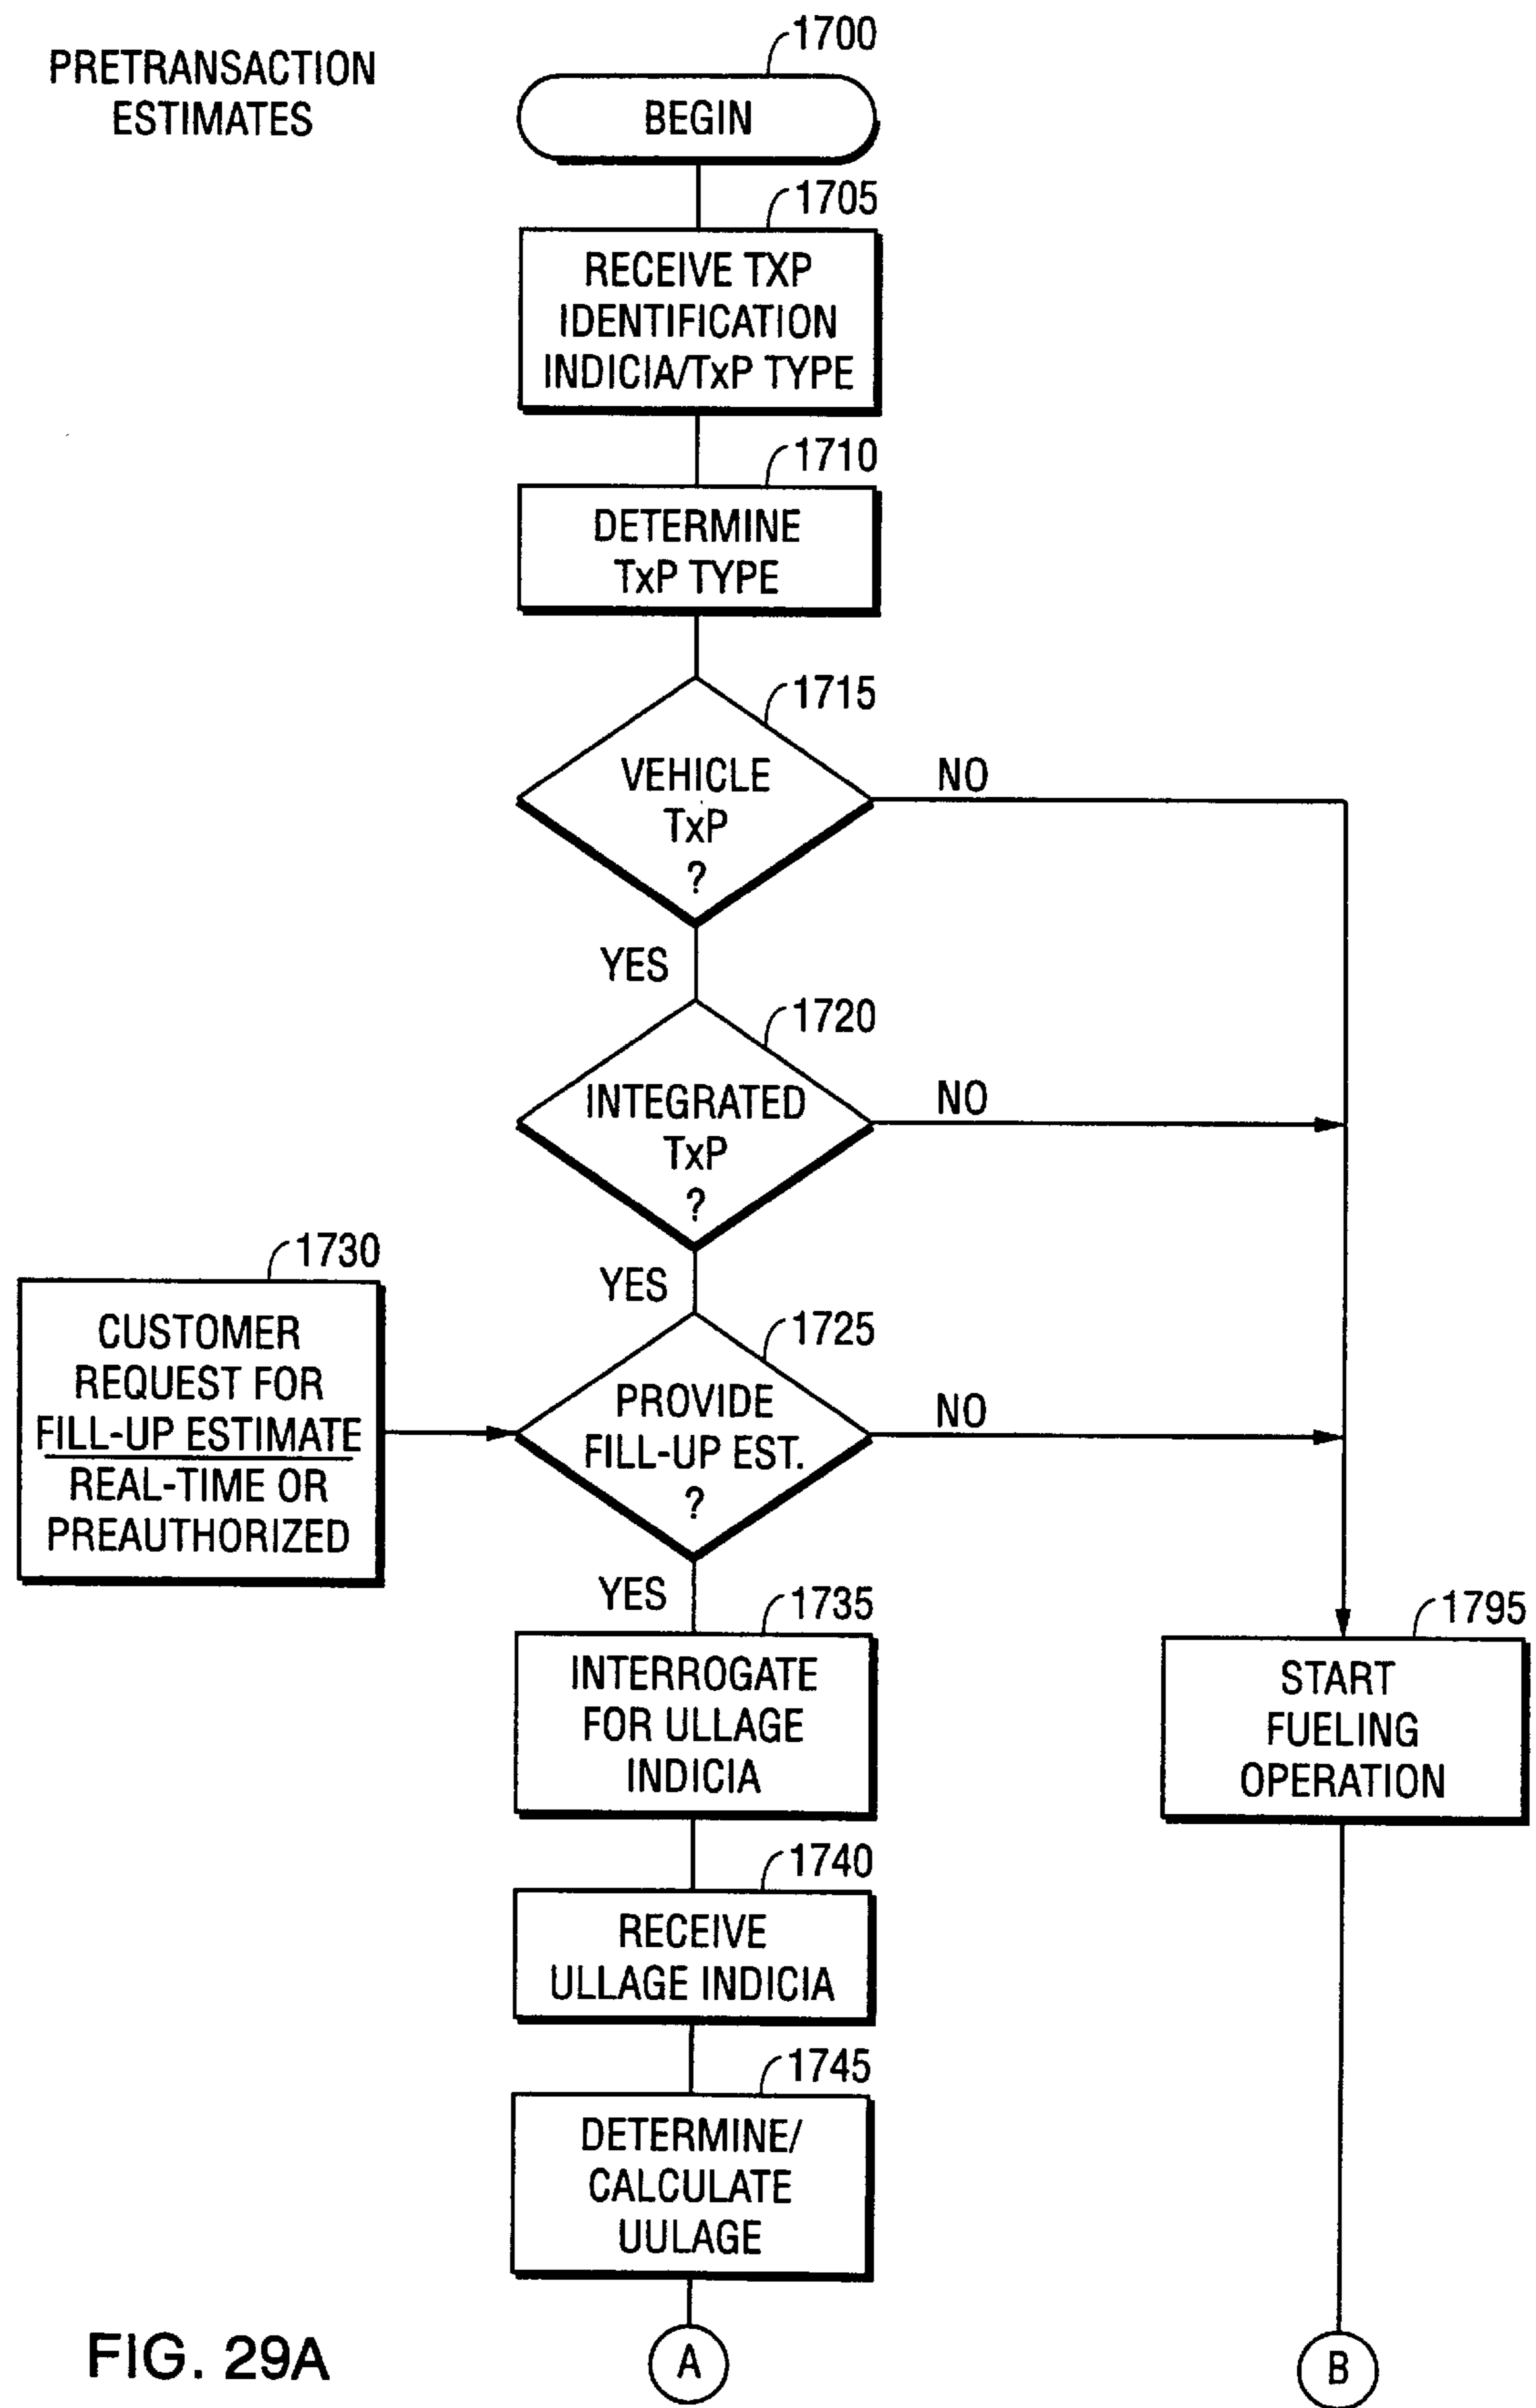 PRETRANSACTION
ESTIMATES
1700
BEGIN
1705
RECEIVE TXP
IDENTIFICATION
INDICIA/TxP TYPE
1710
DETERMINE
TxP TYPE
1715
VEHICLE
TxP
?
NO
YES
1720
INTEGRATED
TxP
?
NO
YES
1730
CUSTOMER
REQUEST FOR
FILL-UP ESTIMATE
REAL-TIME OR
PREAUTHORIZED
1725
PROVIDE
FILL-UP EST.
?
NO
YES
1735
INTERROGATE
FOR ULLAGE
INDICIA
1795
START
FUELING
OPERATION
1740
RECEIVE
ULLAGE INDICIA
1745
DETERMINE/
CALCULATE
UULAGE
A
B
FIG. 29A